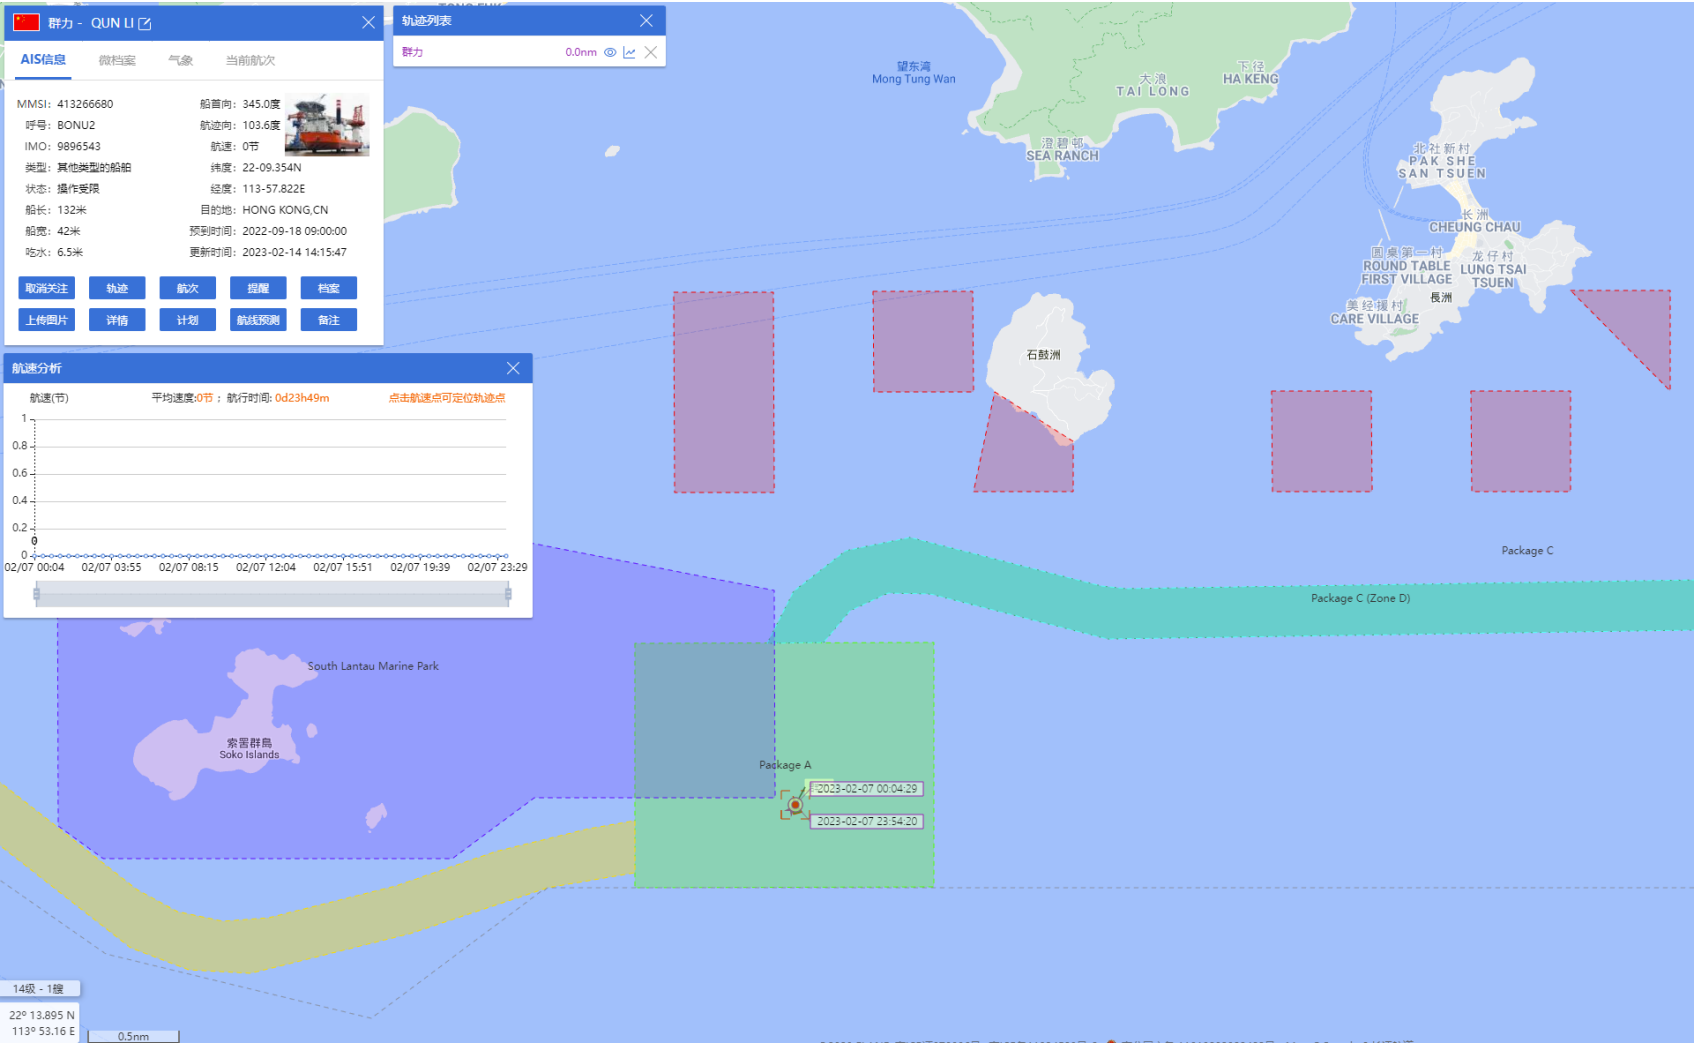 群力 - QUN LI
AIS信息 微档案 气象 当前航次
MMSI: 413266680 船首向: 345.0度
呼号: BONU2 航迹向: 103.6度
IMO: 9896543 航速: 0节
类型: 其他类型的船舶 纬度: 22-09.354N
状态: 操作受限 经度: 113-57.822E
船长: 132米 目的地: HONG KONG,CN
船宽: 42米 预到时间: 2022-09-18 09:00:00
吃水: 6.5米 更新时间: 2023-02-14 14:15:47
取消关注 轨迹 航次 提醒 档案
上传图片 详情 计划 航线预测 备注
轨迹列表
群力 0.0nm
航速分析
航速(节) 平均速度:0节 ; 航行时间: 0d23h49m 点击航速点可定位轨迹点
1
0.8
0.6
0.4
0.2
0
0
02/07 00:04 02/07 03:55 02/07 08:15 02/07 12:04 02/07 15:51 02/07 19:39 02/07 23:29
望东湾
Mong Tung Wan
大浪
TAI LONG
下径
HA KENG
澄碧邨
SEA RANCH
北社新村
PAK SHE
SAN TSUEN
长洲
CHEUNG CHAU
圆桌第一村
ROUND TABLE
FIRST VILLAGE
龙仔村
LUNG TSAI
TSUEN
長洲
美经援村
CARE VILLAGE
石鼓洲
Package C
Package C (Zone D)
South Lantau Marine Park
索罟群島
Soko Islands
Package A
2023-02-07 00:04:29
2023-02-07 23:54:20
14级 - 1艘
22º 13.895 N
113º 53.16 E
0.5nm